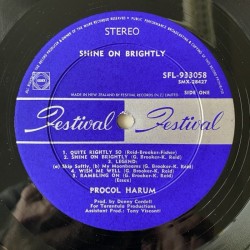 STEREO
SHINE ON BRIGHTLY
SFL-933058
SMX-28427
SIDE ONE
MADE IN NEW ZEALAND BY FESTIVAL RECORDS
Festival Festival
1. QUITE RIGHTLY SO (Reid-Brooker-Fisher)
2. SHINE ON BRIGHTLY (G. Brooker-K. Reid)
3. LEGEND:
(a) Skip Softly, (b) My Moonbeams (G. Brooker-K. Reid)
4. WISH ME WELL (G. Brooker-K. Reid)
5. RAMBLING ON (G. Brooker-K. Reid)
(Essex)
PROCOL HARUM
Prod. by Denny Cordell
For Tarantula Productions
Assistant Prod.: Tony Visconti